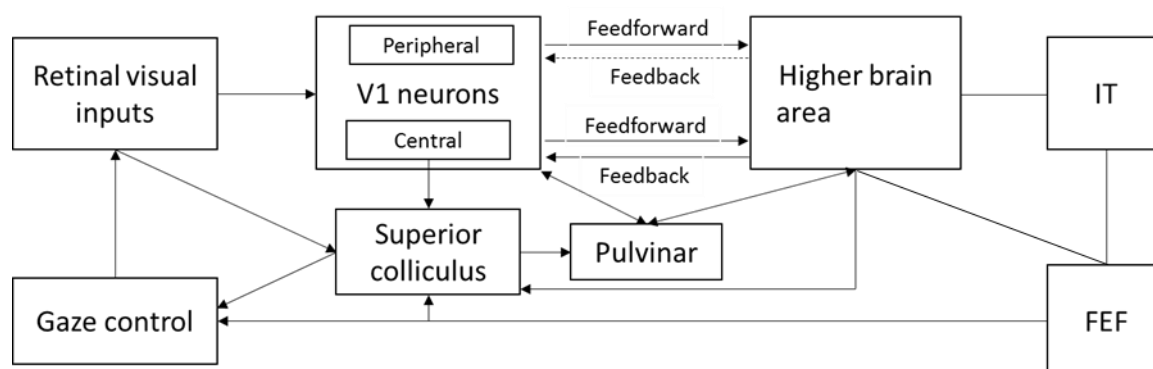 Retinal visual
inputs
Peripheral
V1 neurons
Central
Feedforward
Feedback
Feedforward
Feedback
Higher brain
area
IT
Superior
colliculus
Pulvinar
Gaze control
FEF